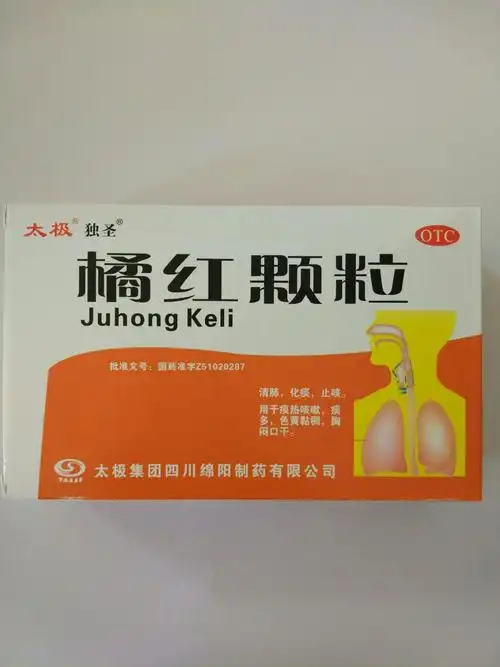 太极® 独圣®
OTC
橘红颗粒
Juhong Keli
批准文号：国药准字Z51020287
清肺，化痰，止咳。
用于痰热咳嗽，痰
多，色黄黏稠，胸
闷口干。
太极集团四川绵阳制药有限公司